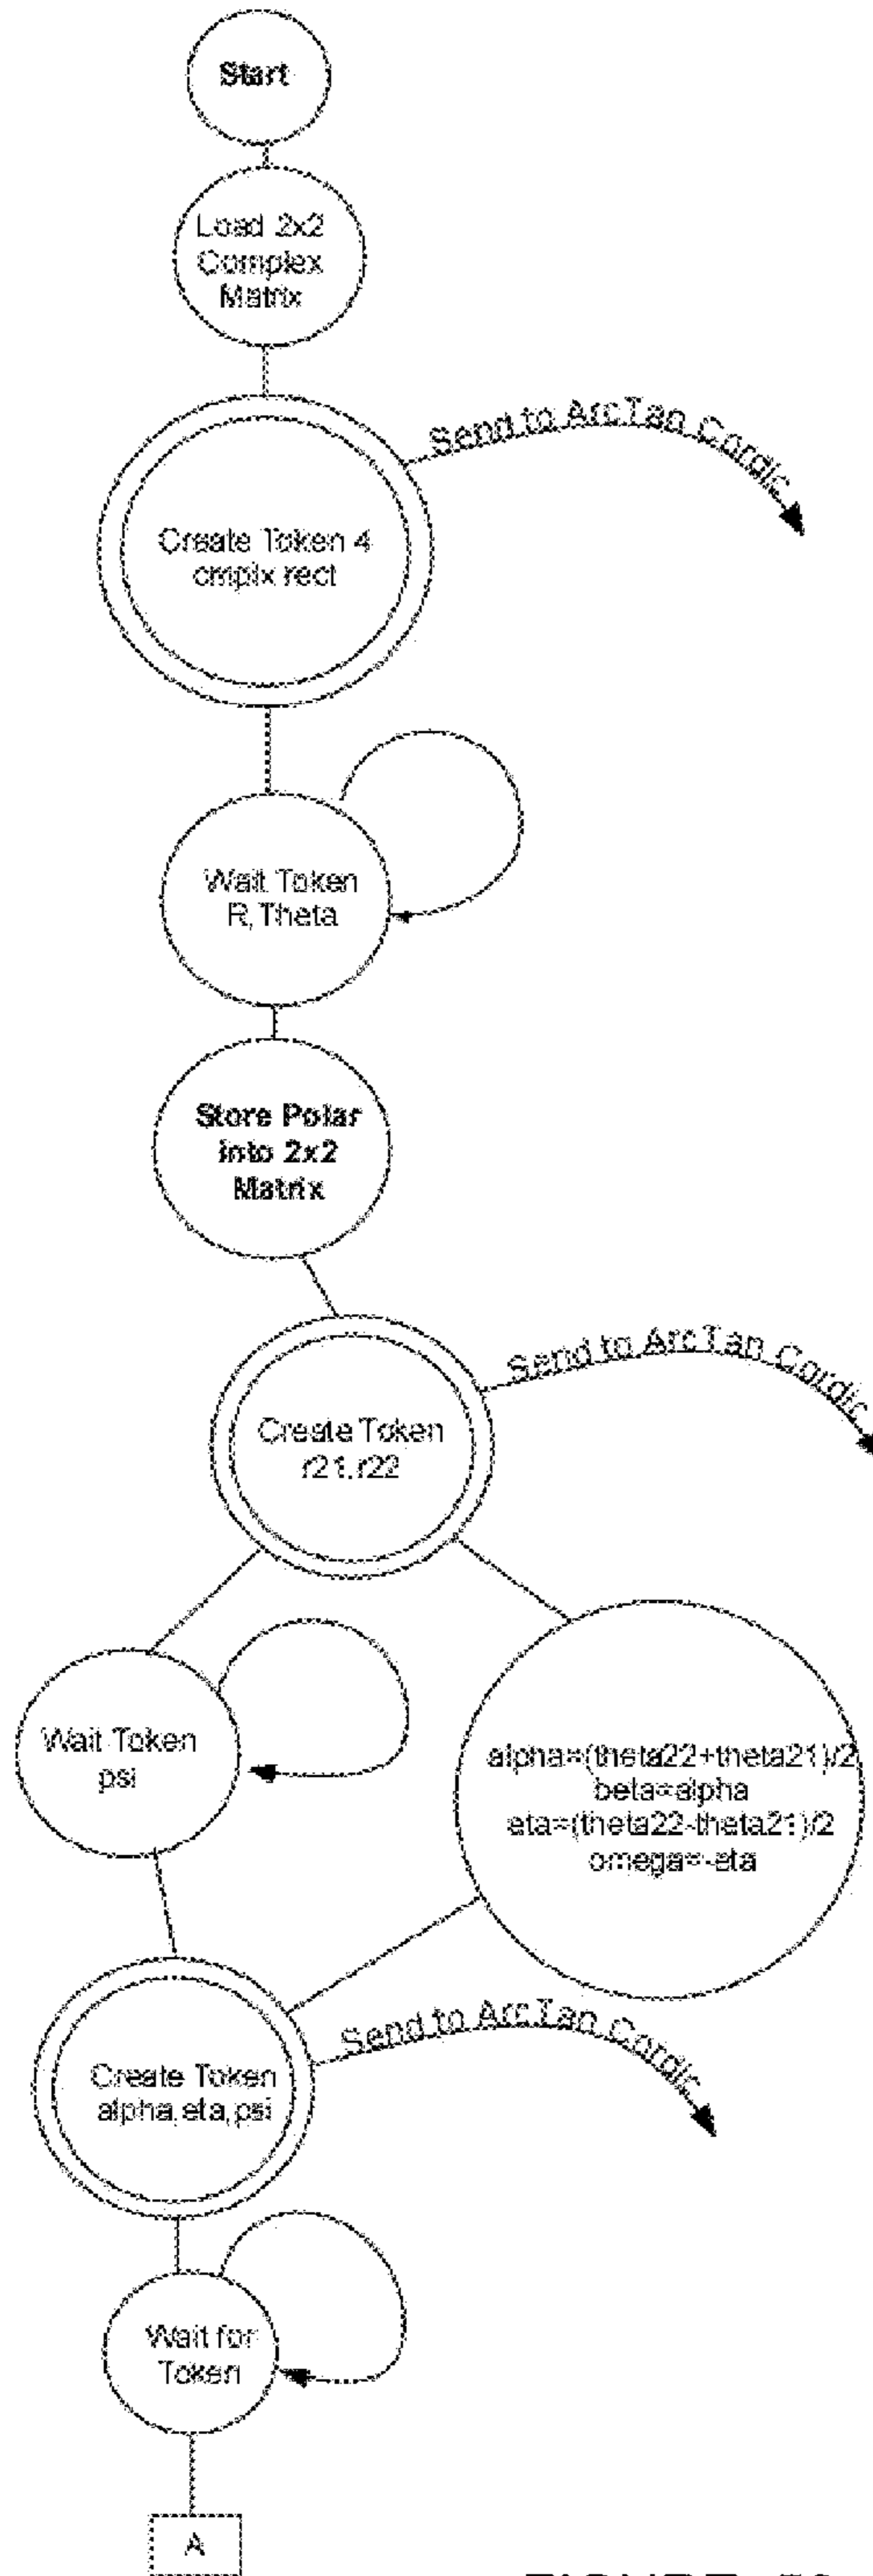 Start
Load 2x2
Complex
Matrix
Send to ArcTan Cordic
Create Token 4
cmplx rect
Wait Token
R,Theta
Store Polar
into 2x2
Matrix
Send to ArcTan Cordic
Create Token
r21,r22
Wait Token
psi
alpha=(theta22+theta21)/2
beta=alpha
eta=(theta22-theta21)/2
omega=-eta
Send to ArcTan Cordic
Create Token
alpha,eta,psi
Wait for
Token
A